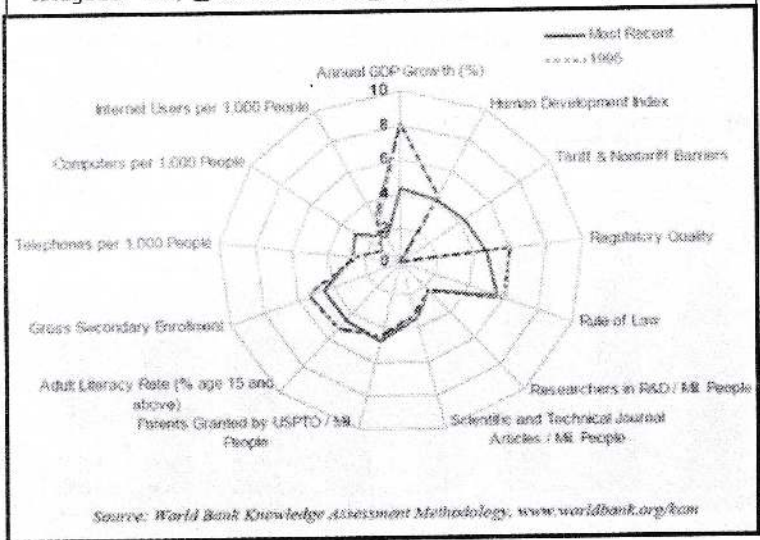 Most Recent
1995
Annual GDP Growth (%)
10
Internet Users per 1,000 People
Human Development Index
8
Computers per 1,000 People
6
Tariff & Nontariff Barriers
4
Telephones per 1,000 People
2
Regulatory Quality
0
Gross Secondary Enrollment
Rule of Law
Adult Literacy Rate (% age 15 and
above)
Researchers in R&D / Mil. People
Patents Granted by USPTO / Mil.
People
Scientific and Technical Journal
Articles / Mil. People
Source: World Bank Knowledge Assessment Methodology, www.worldbank.org/kam